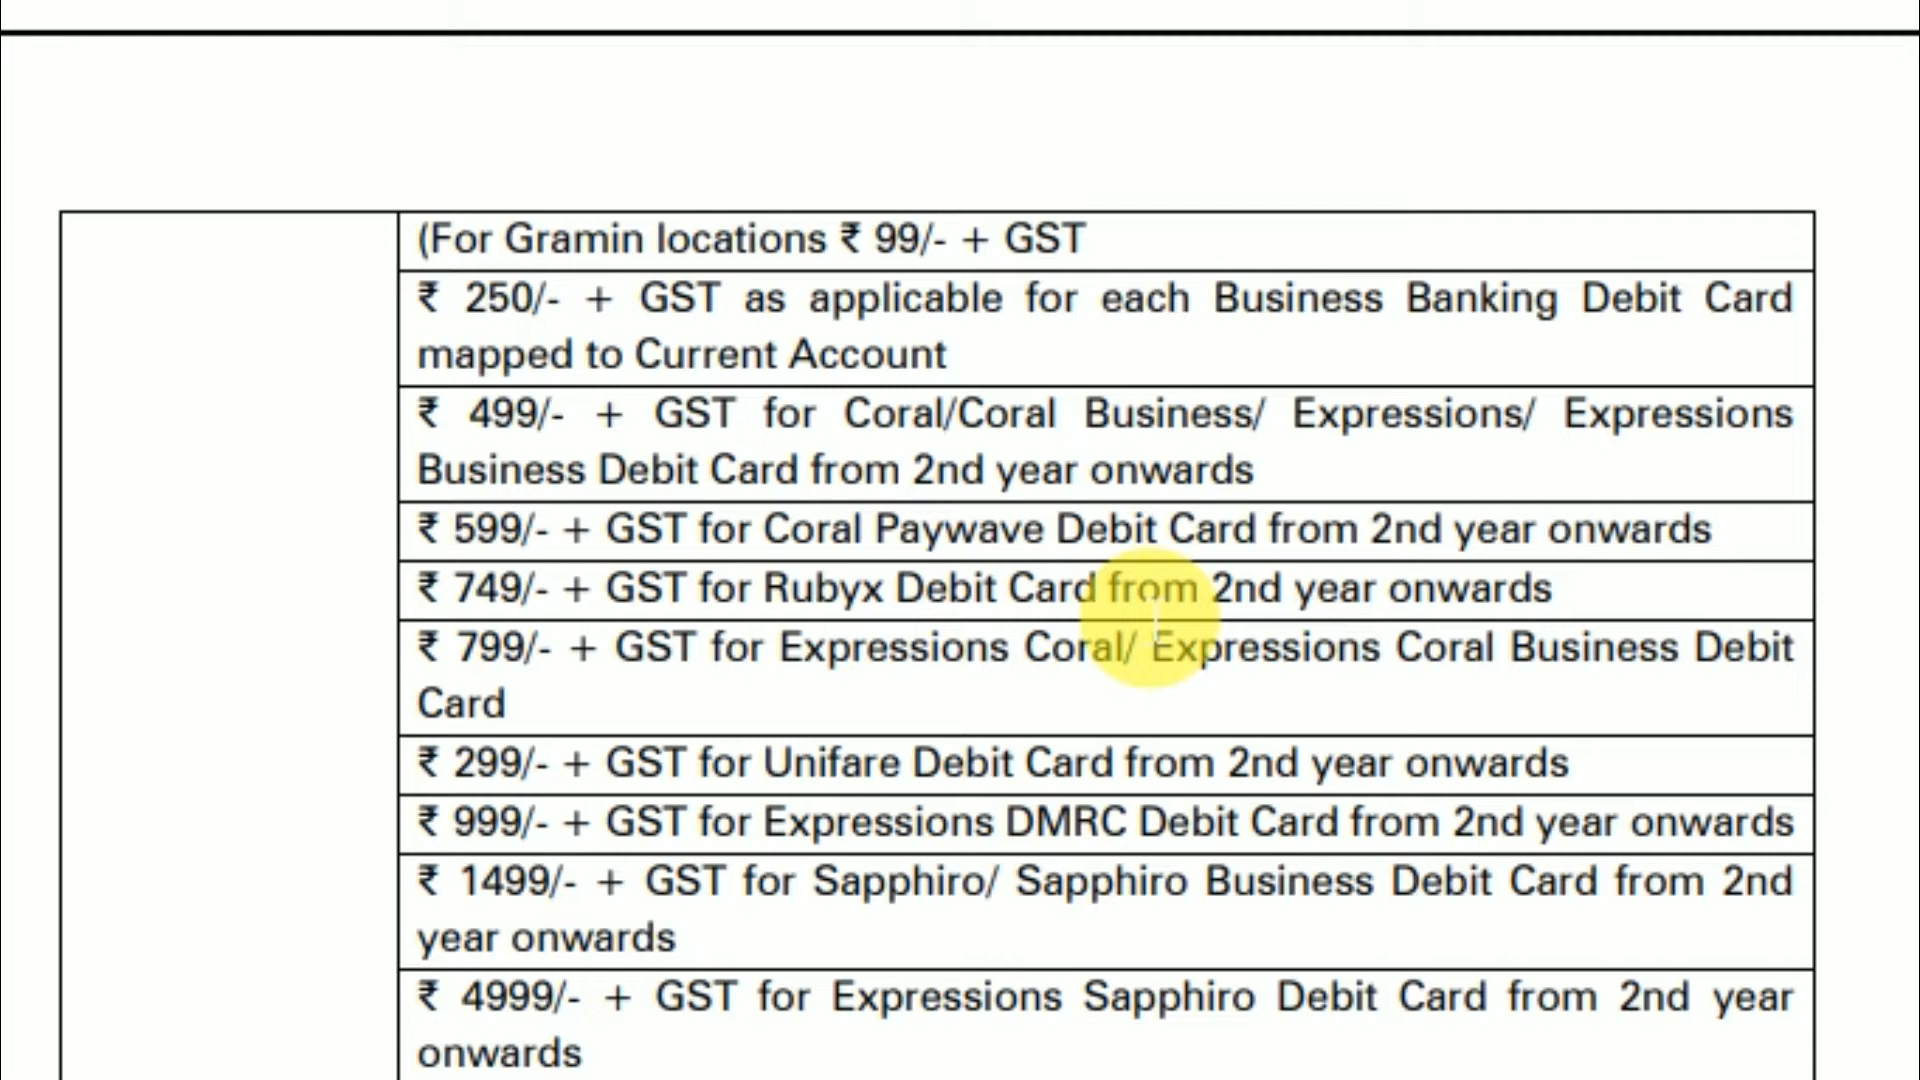 (For Gramin locations ₹ 99/- + GST
₹ 250/- + GST as applicable for each Business Banking Debit Card
mapped to Current Account
₹ 499/- + GST for Coral/Coral Business/ Expressions/ Expressions
Business Debit Card from 2nd year onwards
₹ 599/- + GST for Coral Paywave Debit Card from 2nd year onwards
₹ 749/- + GST for Rubyx Debit Card from 2nd year onwards
₹ 799/- + GST for Expressions Coral/ Expressions Coral Business Debit
Card
₹ 299/- + GST for Unifare Debit Card from 2nd year onwards
₹ 999/- + GST for Expressions DMRC Debit Card from 2nd year onwards
₹ 1499/- + GST for Sapphiro/ Sapphiro Business Debit Card from 2nd
year onwards
₹ 4999/- + GST for Expressions Sapphiro Debit Card from 2nd year
onwards